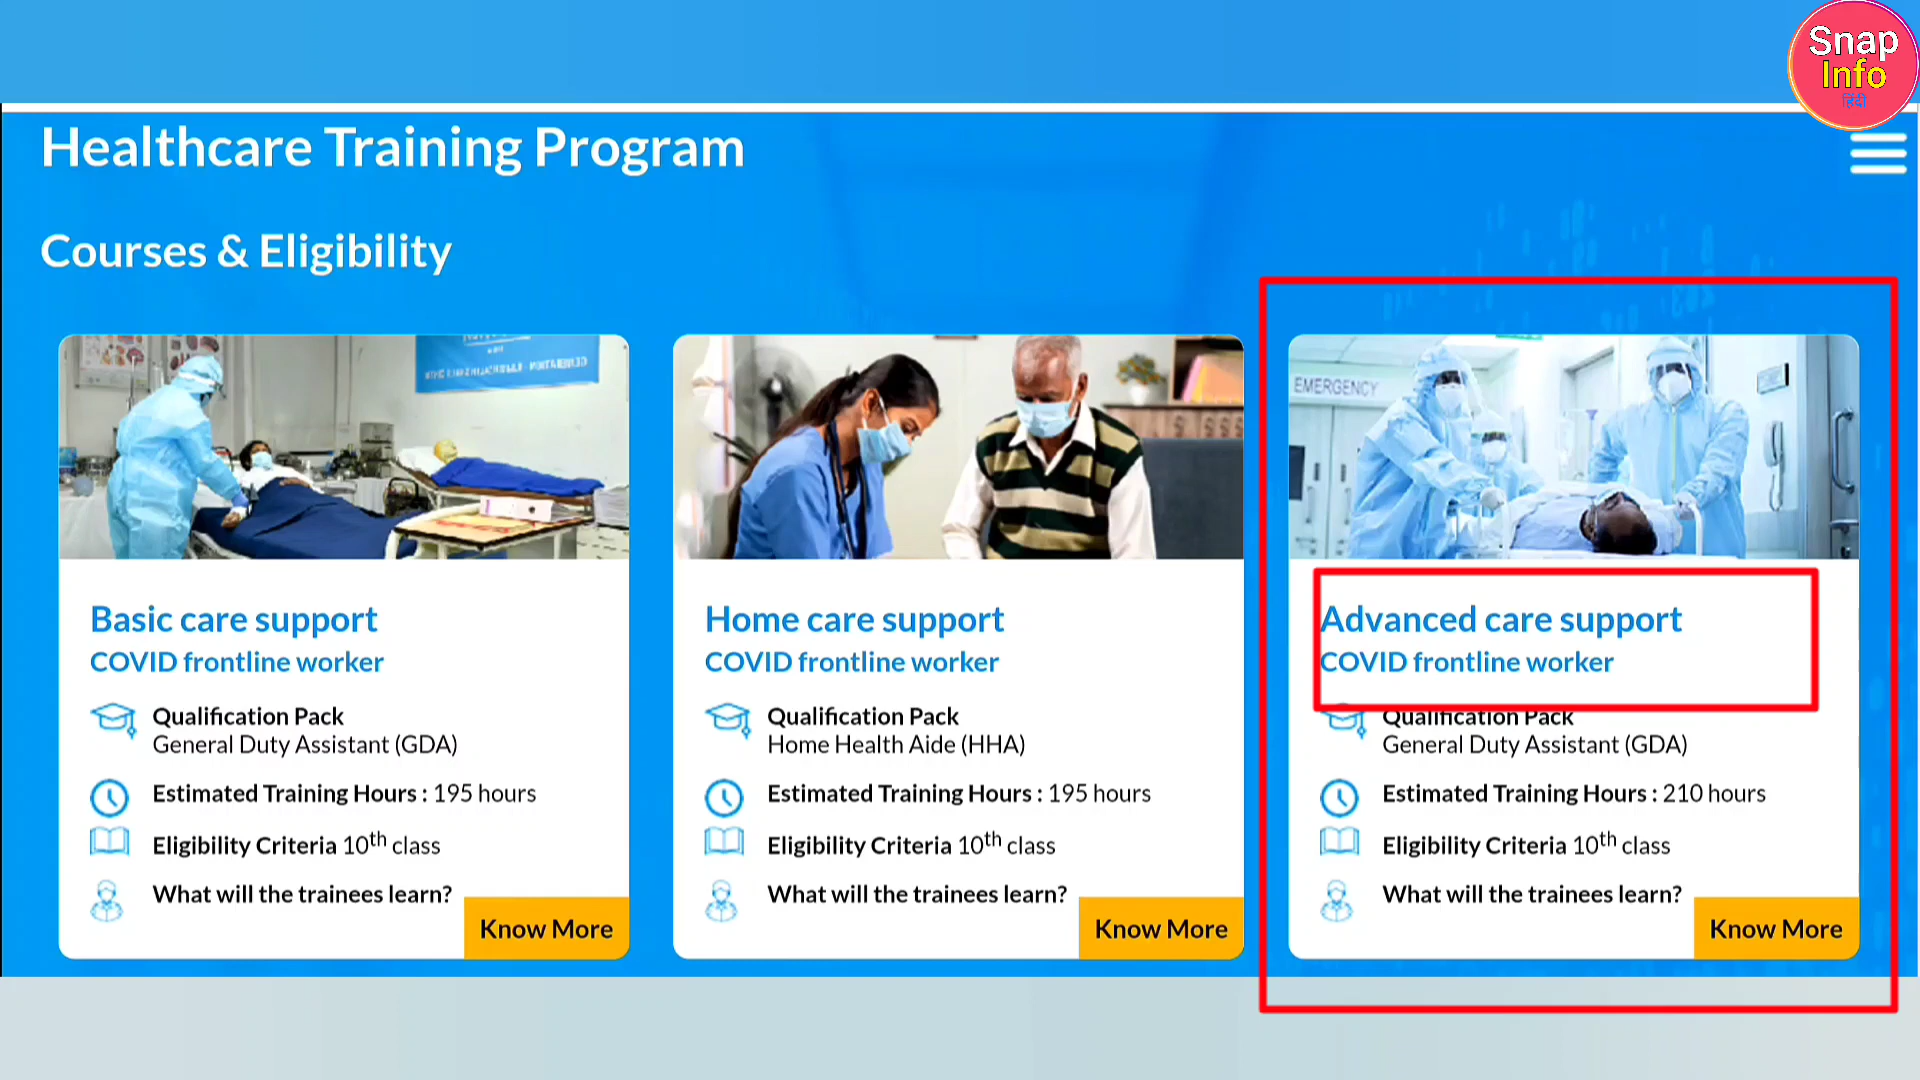 Snap
Info
हिंदी
Healthcare Training Program
Courses & Eligibility
EMERGENCY
Basic care support
COVID frontline worker
Qualification Pack
General Duty Assistant (GDA)
Estimated Training Hours : 195 hours
Eligibility Criteria 10th class
What will the trainees learn?
Know More
Home care support
COVID frontline worker
Qualification Pack
Home Health Aide (HHA)
Estimated Training Hours : 195 hours
Eligibility Criteria 10th class
What will the trainees learn?
Know More
Advanced care support
COVID frontline worker
Qualification Pack
General Duty Assistant (GDA)
Estimated Training Hours : 210 hours
Eligibility Criteria 10th class
What will the trainees learn?
Know More